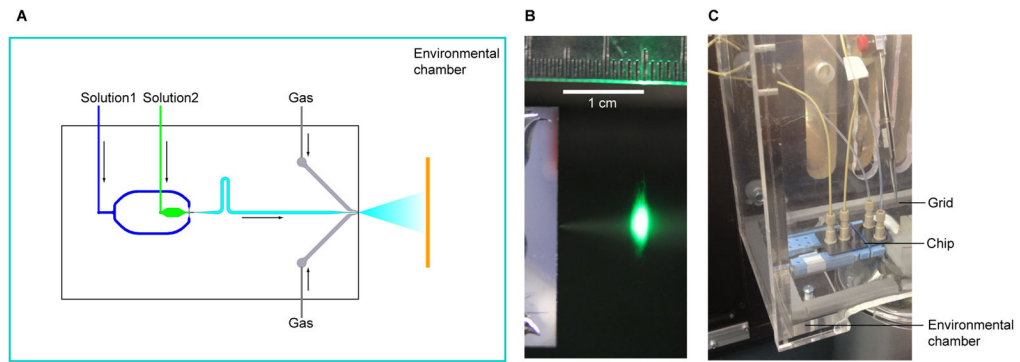 A
Environmental
chamber
Solution1
Solution2
Gas
Gas
B
1 cm
C
Grid
Chip
Environmental
chamber